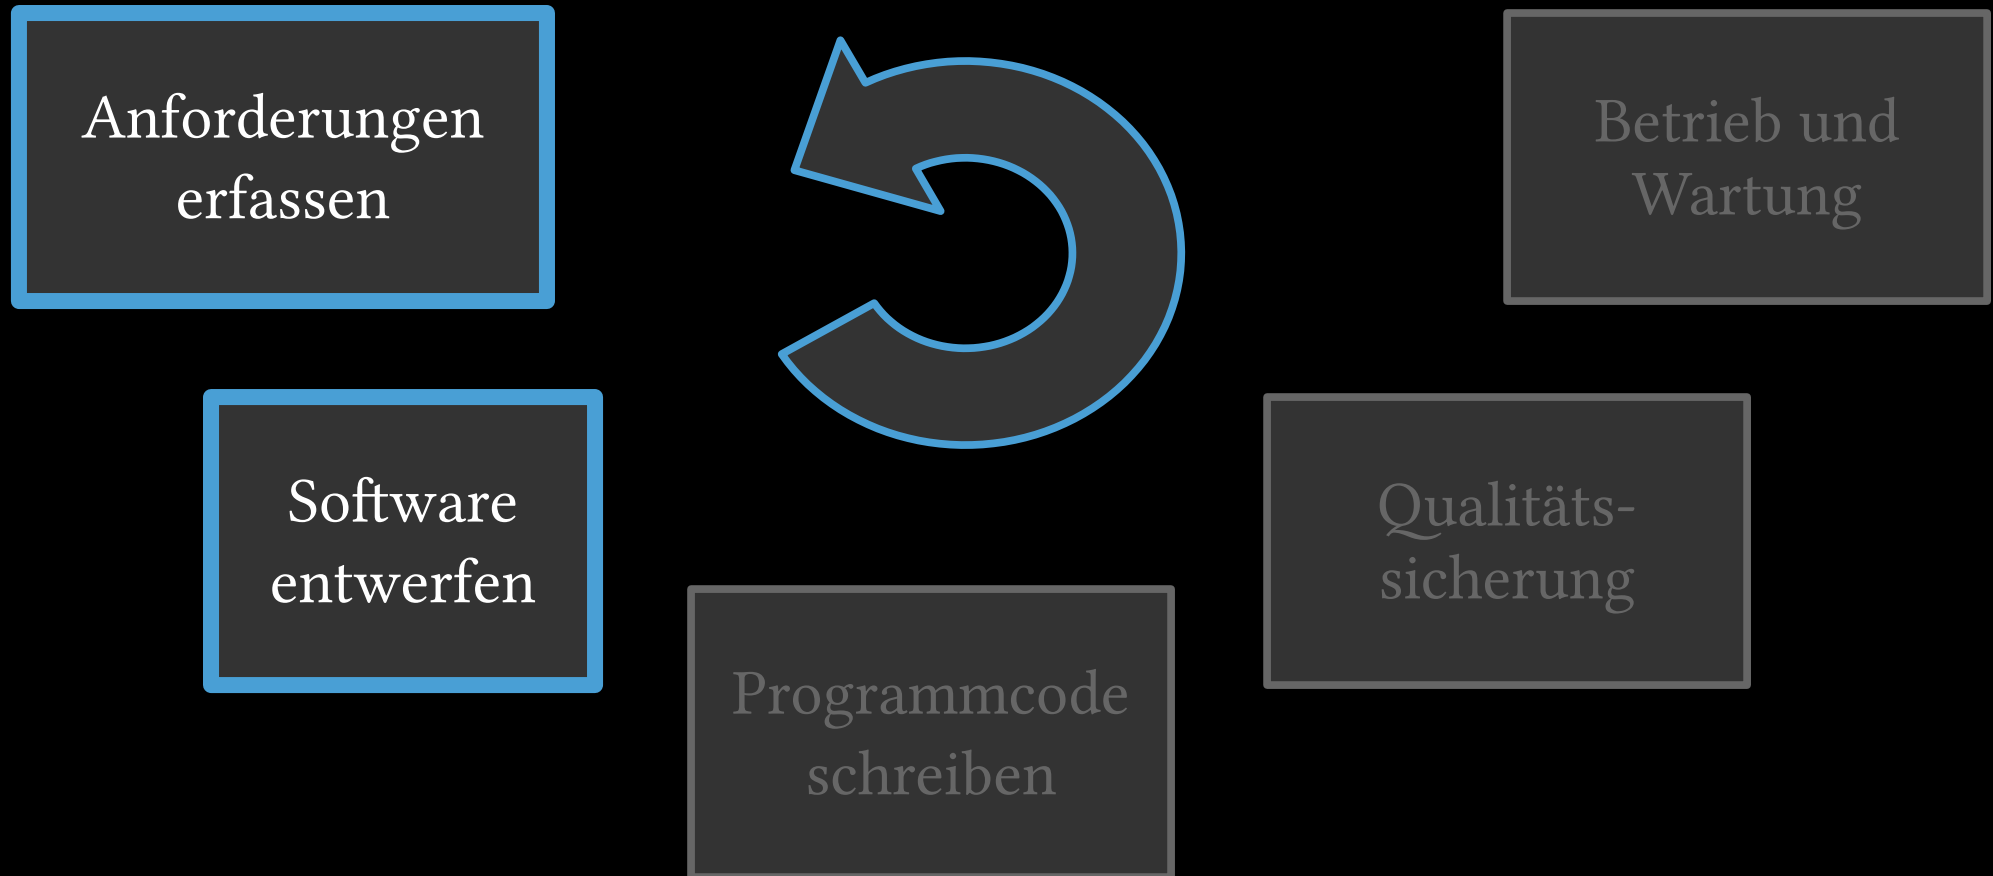 Anforderungen
erfassen
Software
entwerfen
Programmcode
schreiben
Qualitäts-
sicherung
Betrieb und
Wartung